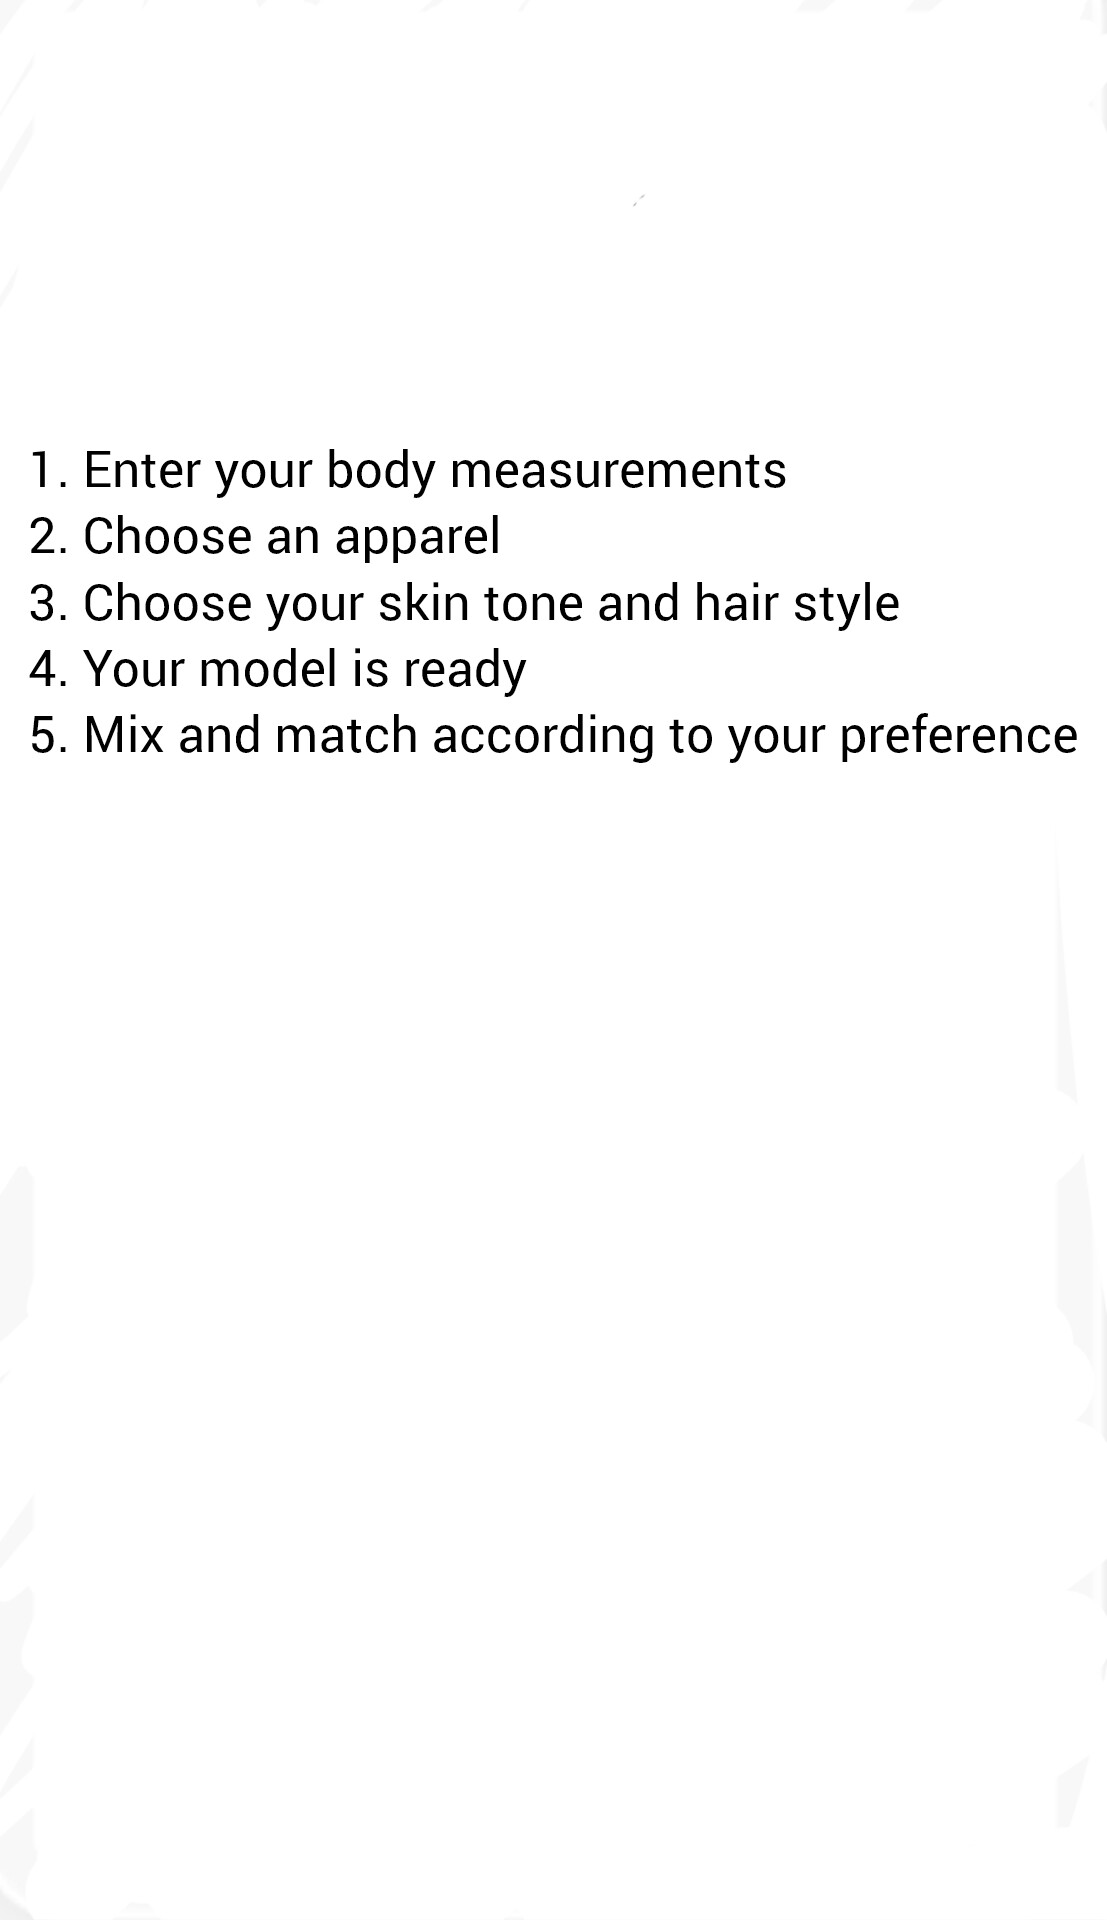 1. Enter your body measurements
2. Choose an apparel
3. Choose your skin tone and hair style
4. Your model is ready
5. Mix and match according to your preference